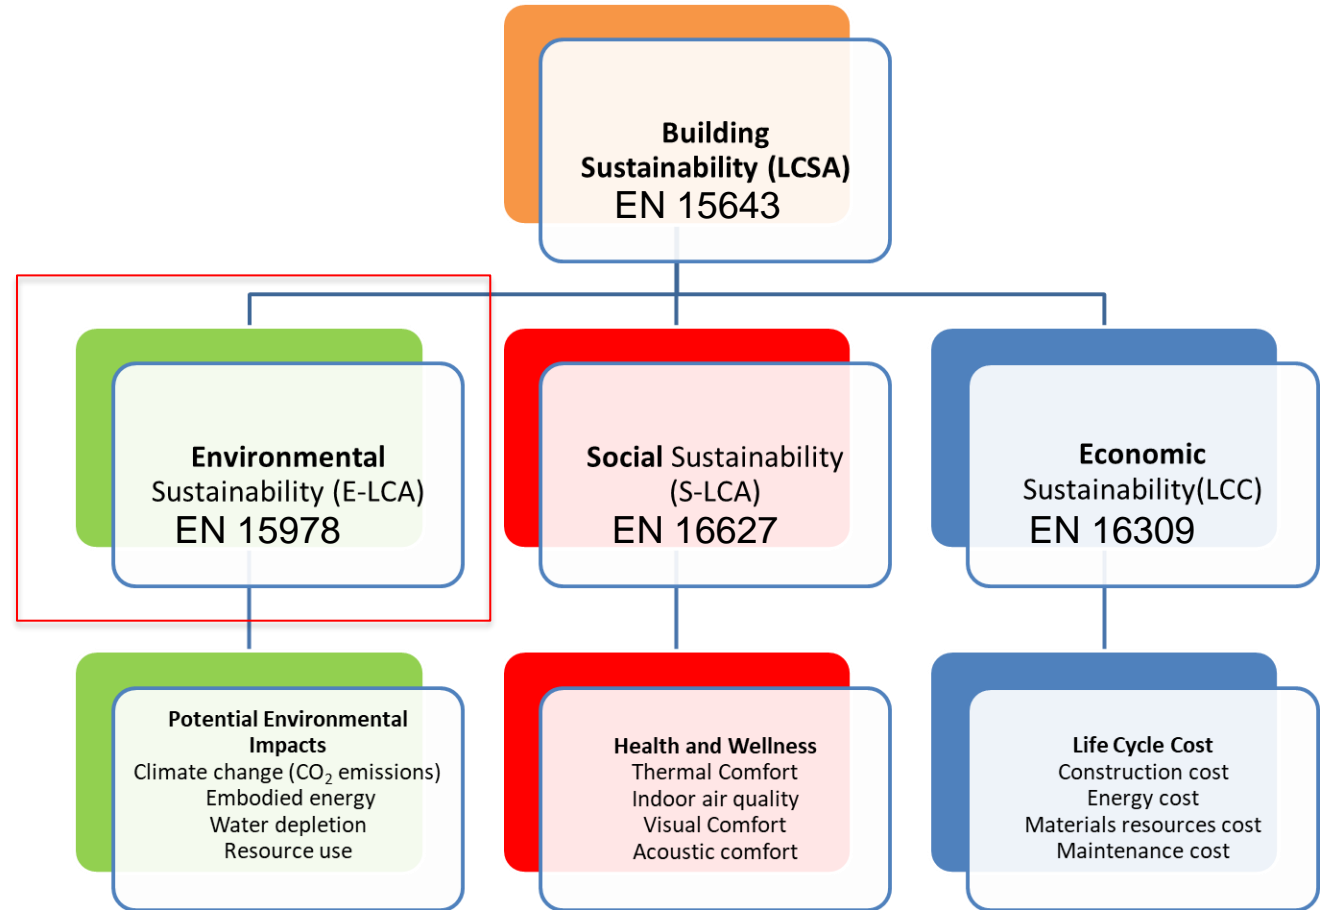 Building
Sustainability (LCSA)
EN 15643
Environmental
Sustainability (E-LCA)
EN 15978
Social Sustainability
(S-LCA)
EN 16627
Economic
Sustainability(LCC)
EN 16309
Potential Environmental
Impacts
Climate change (CO₂ emissions)
Embodied energy
Water depletion
Resource use
Health and Wellness
Thermal Comfort
Indoor air quality
Visual Comfort
Acoustic comfort
Life Cycle Cost
Construction cost
Energy cost
Materials resources cost
Maintenance cost